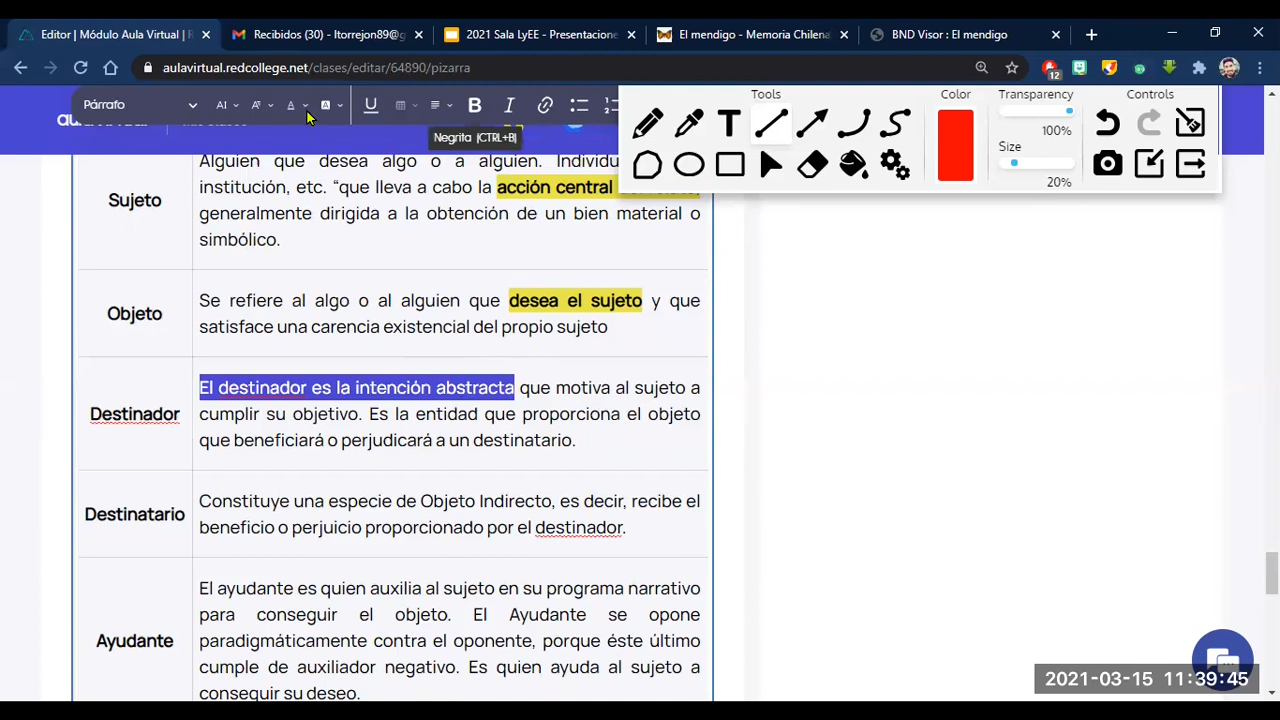 Editor | Módulo Aula Virtual | R
Recibidos (30) - ltorrejon89@g
2021 Sala LyEE - Presentacione
El mendigo - Memoria Chilena
BND Visor : El mendigo
aulavirtual.redcollege.net/clases/editar/64890/pizarra
12
Párrafo
Negrita (CTRL+B)
Tools
Color
Transparency
100%
Size
20%
Controls
Sujeto
Alguien que desea algo o a alguien.
institución, etc. “que lleva a cabo la acción central
generalmente dirigida a la obtención de un bien material o
simbólico.
Objeto
Se refiere al algo o al alguien que desea el sujeto y que
satisface una carencia existencial del propio sujeto
Destinador
El destinador es la intención abstracta que motiva al sujeto a
cumplir su objetivo. Es la entidad que proporciona el objeto
que beneficiará o perjudicará a un destinatario.
Destinatario
Constituye una especie de Objeto Indirecto, es decir, recibe el
beneficio o perjuicio proporcionado por el destinador.
Ayudante
El ayudante es quien auxilia al sujeto en su programa narrativo
para conseguir el objeto. El Ayudante se opone
paradigmáticamente contra el oponente, porque éste último
cumple de auxiliador negativo. Es quien ayuda al sujeto a
conseguir su deseo.
2021-03-15 11:39:45